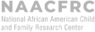 NAACFRC
National African American Child
and Family Research Center